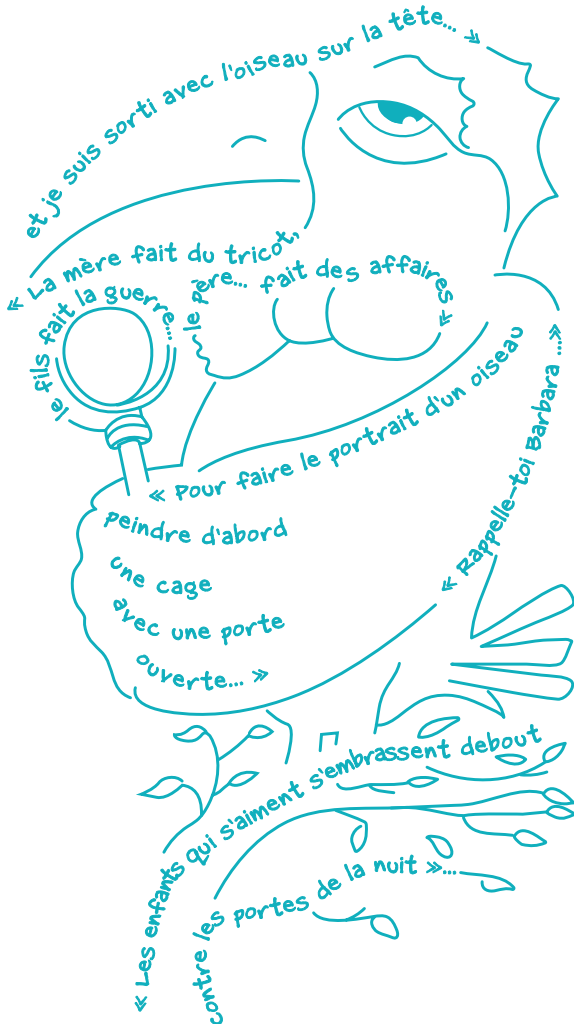 et je suis sorti avec l'oiseau sur la tête... »
« La mère fait du tricot,
le fils fait la guerre...
le père... fait des affaires »
« Pour faire le portrait d'un oiseau
peindre d'abord
une cage
avec une porte
ouverte... »
« Rappelle-toi Barbara ...»
« Les enfants qui s'aiment s'embrassent debout
contre les portes de la nuit »...